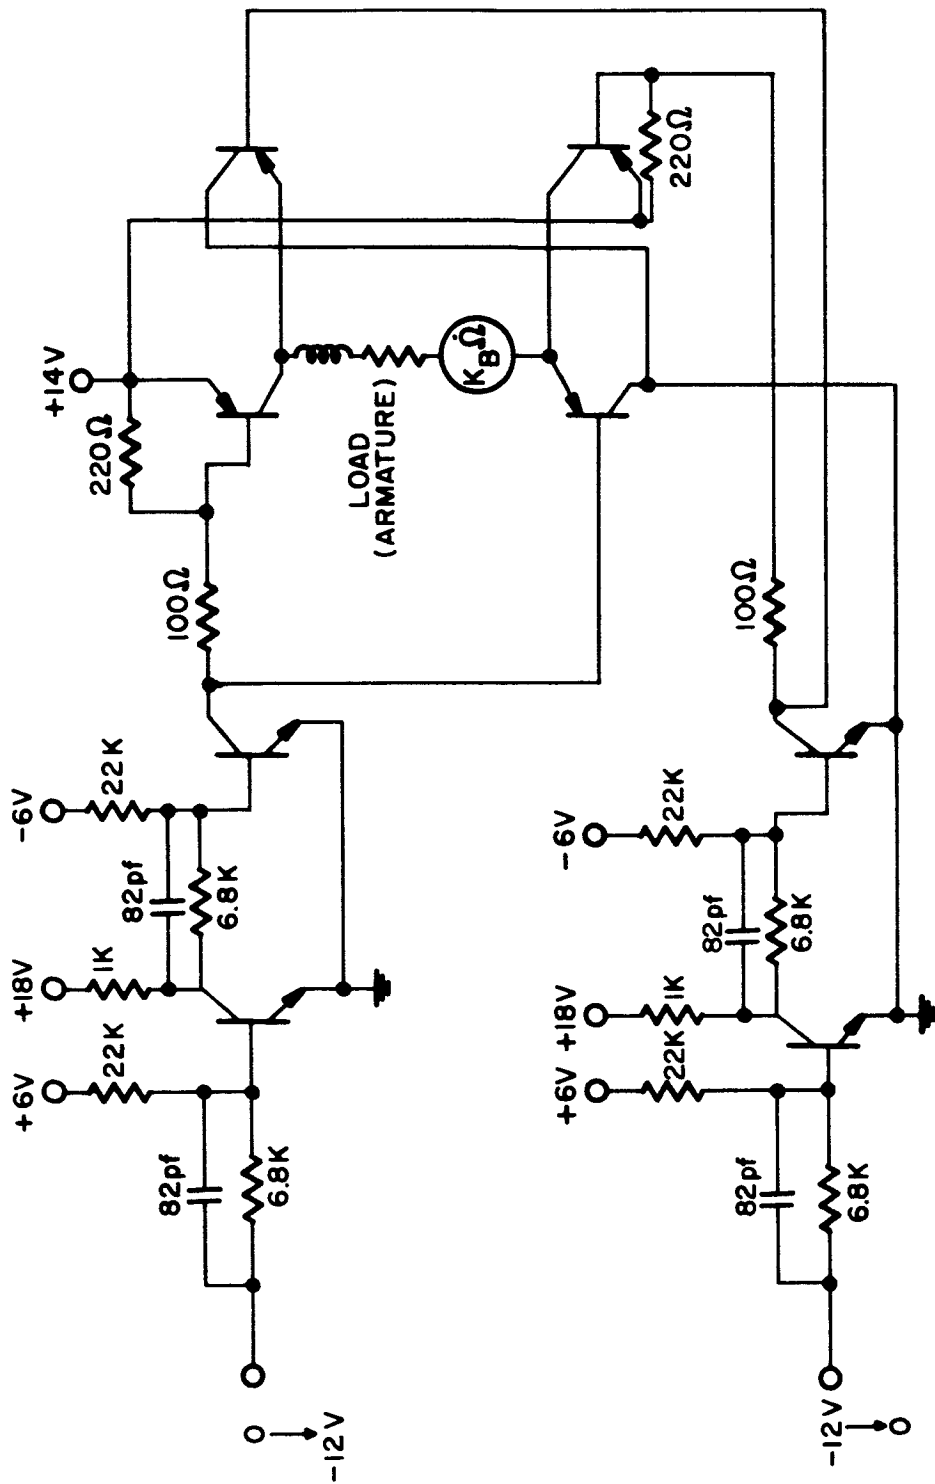 +14V
220Ω
100Ω
-6V
22K
82pf
6.8K
+18V
1K
+6V
22K
82pf
6.8K
0 → -12V
LOAD
(ARMATURE)
K_B Ω̇
220Ω
100Ω
-6V
22K
82pf
6.8K
+18V
1K
+6V
22K
82pf
6.8K
-12V → 0